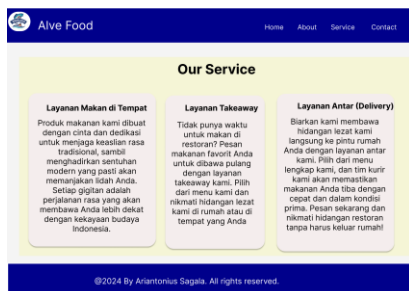 Alve Food
Home About Service Contact
Our Service
Layanan Makan di Tempat
Produk makanan kami dibuat
dengan cinta dan dedikasi
untuk menjaga keaslian rasa
tradisional, sambil
menghadirkan sentuhan
modern yang pasti akan
memanjakan lidah Anda.
Setiap gigitan adalah
perjalanan rasa yang akan
membawa Anda lebih dekat
dengan kekayaan budaya
Indonesia.
Layanan Takeaway
Tidak punya waktu
untuk makan di
restoran? Pesan
makanan favorit Anda
untuk dibawa pulang
dengan layanan
takeaway kami. Pilih
dari menu kami dan
nikmati hidangan lezat
kami di rumah atau di
tempat yang Anda
Layanan Antar (Delivery)
Biarkan kami membawa
hidangan lezat kami
langsung ke pintu rumah
Anda dengan layanan antar
kami. Pilih dari menu
lengkap kami, dan tim kurir
kami akan memastikan
makanan Anda tiba dengan
cepat dan dalam kondisi
prima. Pesan sekarang dan
nikmati hidangan restoran
tanpa harus keluar rumah!
@2024 By Ariantonius Sagala. All rights reserved.